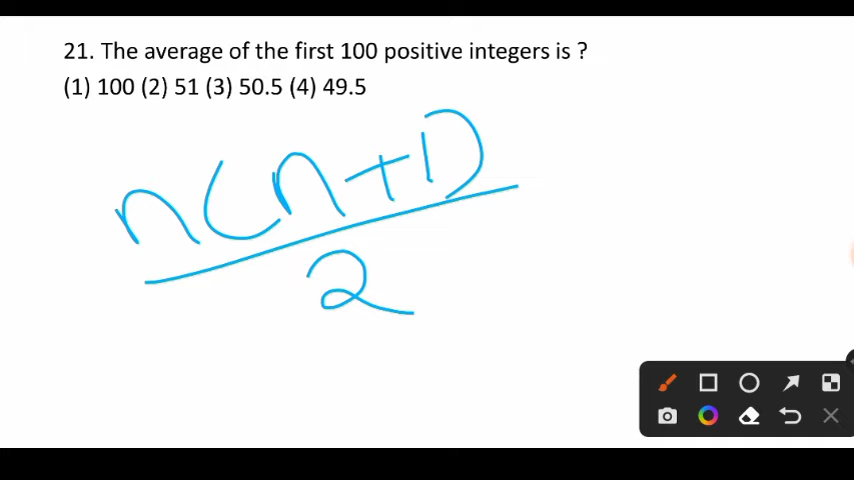 21. The average of the first 100 positive integers is ?
(1) 100 (2) 51 (3) 50.5 (4) 49.5
n(n+1)
2